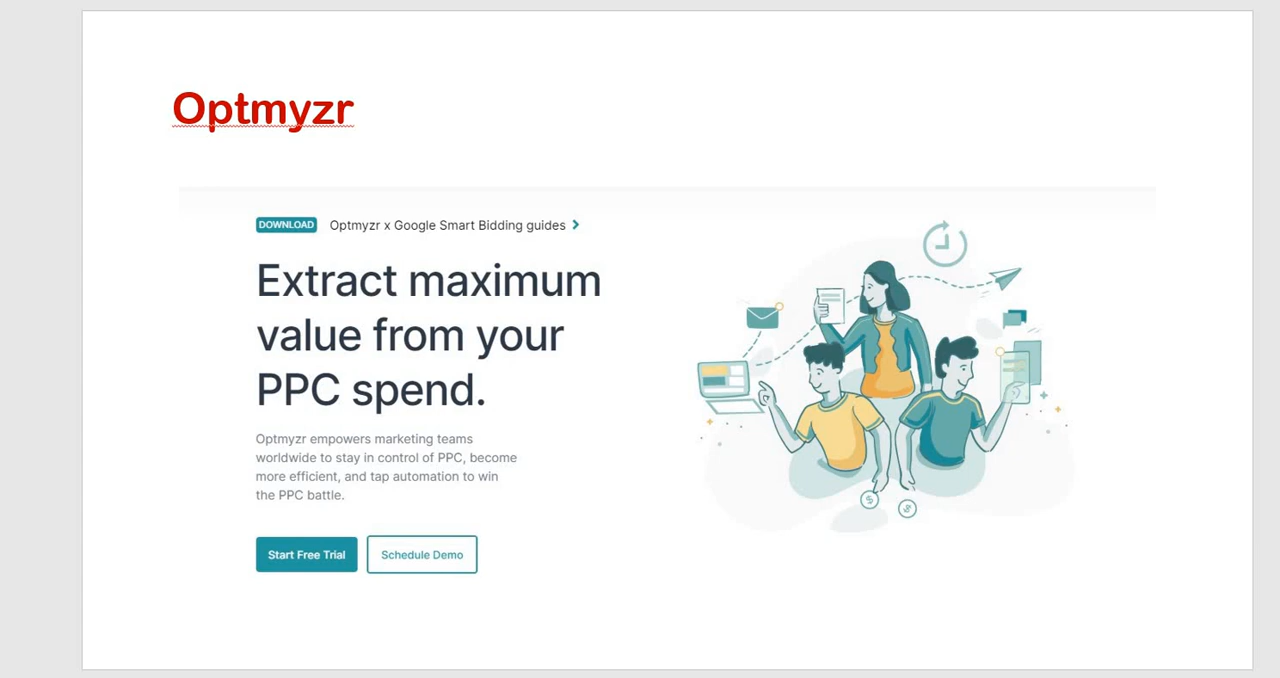 Optmyzr
DOWNLOAD Optmyzr x Google Smart Bidding guides >
Extract maximum
value from your
PPC spend.
Optmyzr empowers marketing teams
worldwide to stay in control of PPC, become
more efficient, and tap automation to win
the PPC battle.
Start Free Trial Schedule Demo